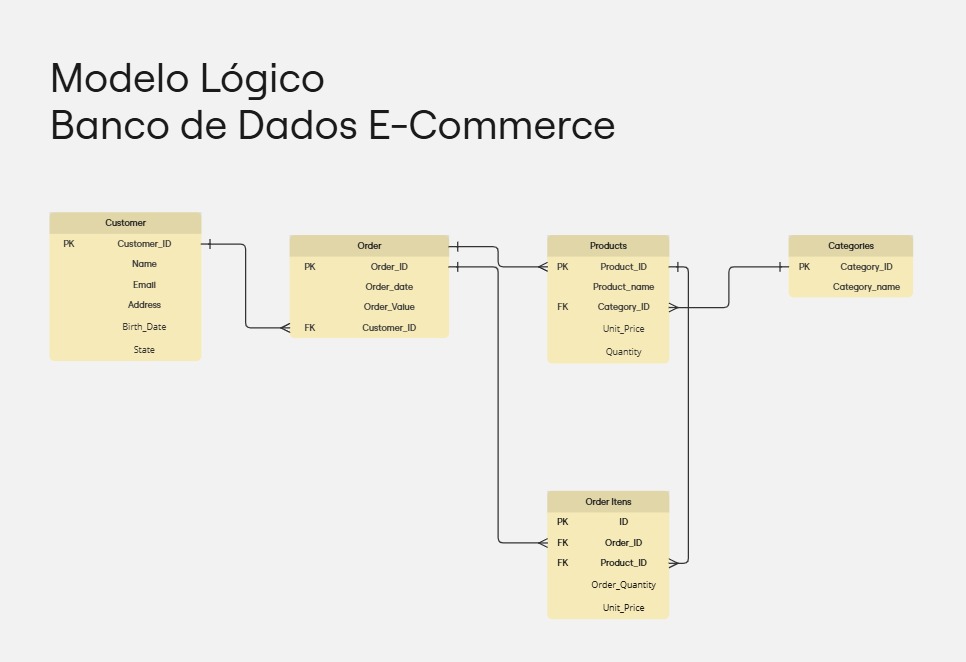 Modelo Lógico
Banco de Dados E-Commerce
Customer
PK Customer_ID
Name
Email
Address
Birth_Date
State
Order
PK Order_ID
Order_date
Order_Value
FK Customer_ID
Products
PK Product_ID
Product_name
FK Category_ID
Unit_Price
Quantity
Categories
PK Category_ID
Category_name
Order Itens
PK ID
FK Order_ID
FK Product_ID
Order_Quantity
Unit_Price